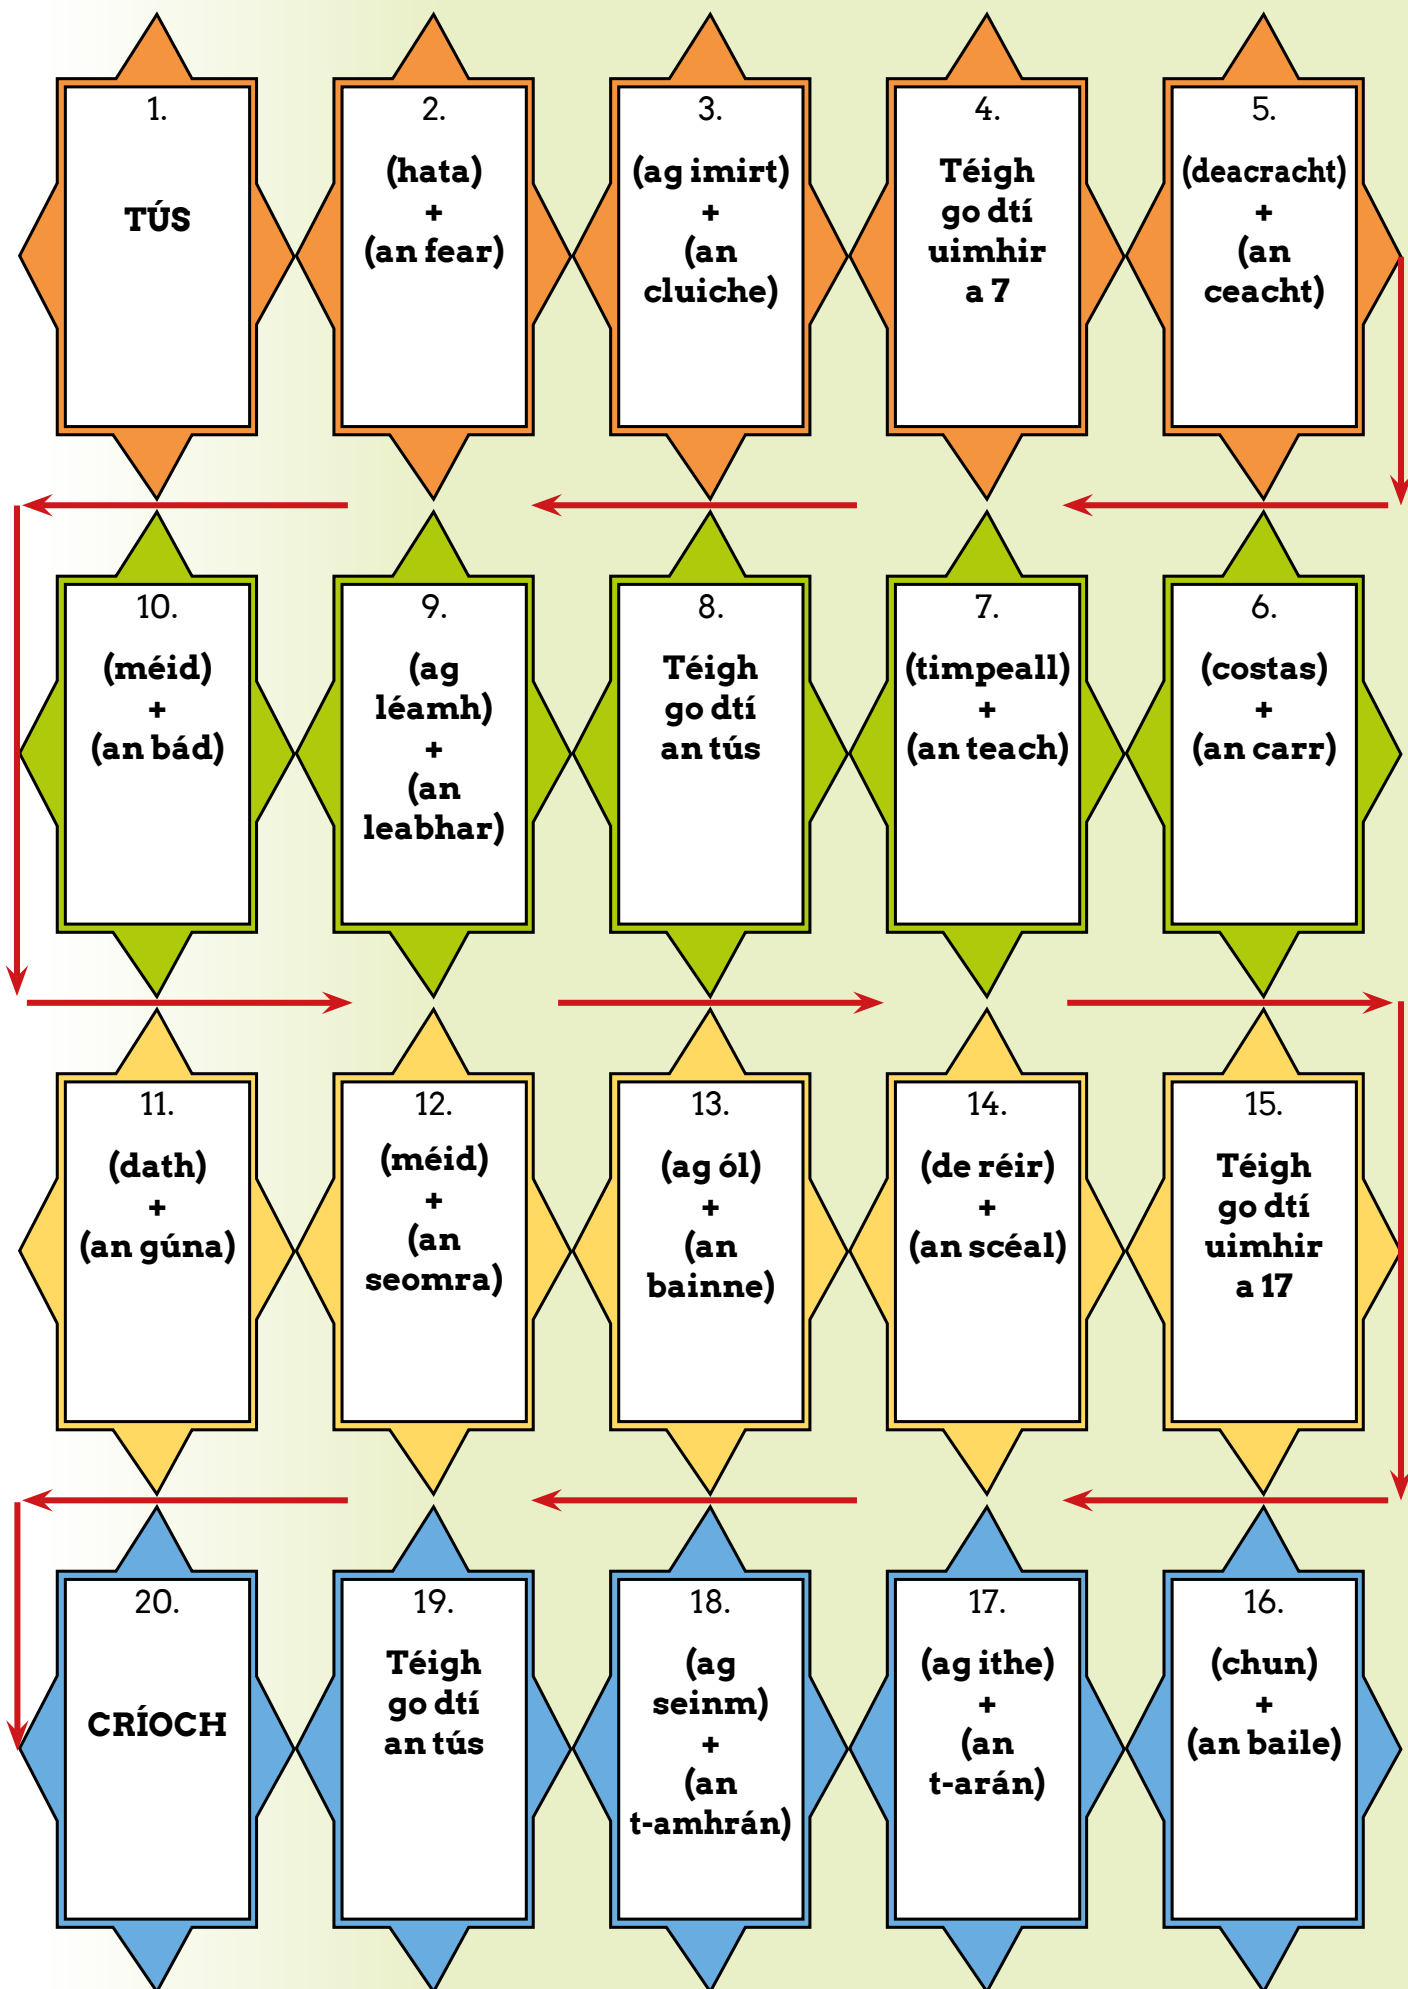 1.
TÚS
2.
(hata)
+
(an fear)
3.
(ag imirt)
+
(an
cluiche)
4.
Téigh
go dtí
uimhir
a 7
5.
(deacracht)
+
(an
ceacht)
10.
(méid)
+
(an bád)
9.
(ag
léamh)
+
(an
leabhar)
8.
Téigh
go dtí
an tús
7.
(timpeall)
+
(an teach)
6.
(costas)
+
(an carr)
11.
(dath)
+
(an gúna)
12.
(méid)
+
(an
seomra)
13.
(ag ól)
+
(an
bainne)
14.
(de réir)
+
(an scéal)
15.
Téigh
go dtí
uimhir
a 17
20.
CRÍOCH
19.
Téigh
go dtí
an tús
18.
(ag
seinm)
+
(an
t-amhrán)
17.
(ag ithe)
+
(an
t-arán)
16.
(chun)
+
(an baile)